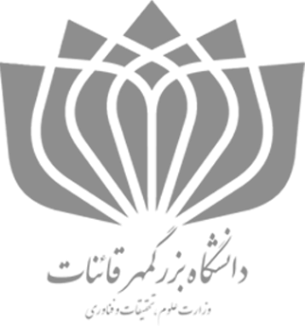 دانشگاه بزرگمهر قائنات
وزارت علوم، تحقیقات و فناوری